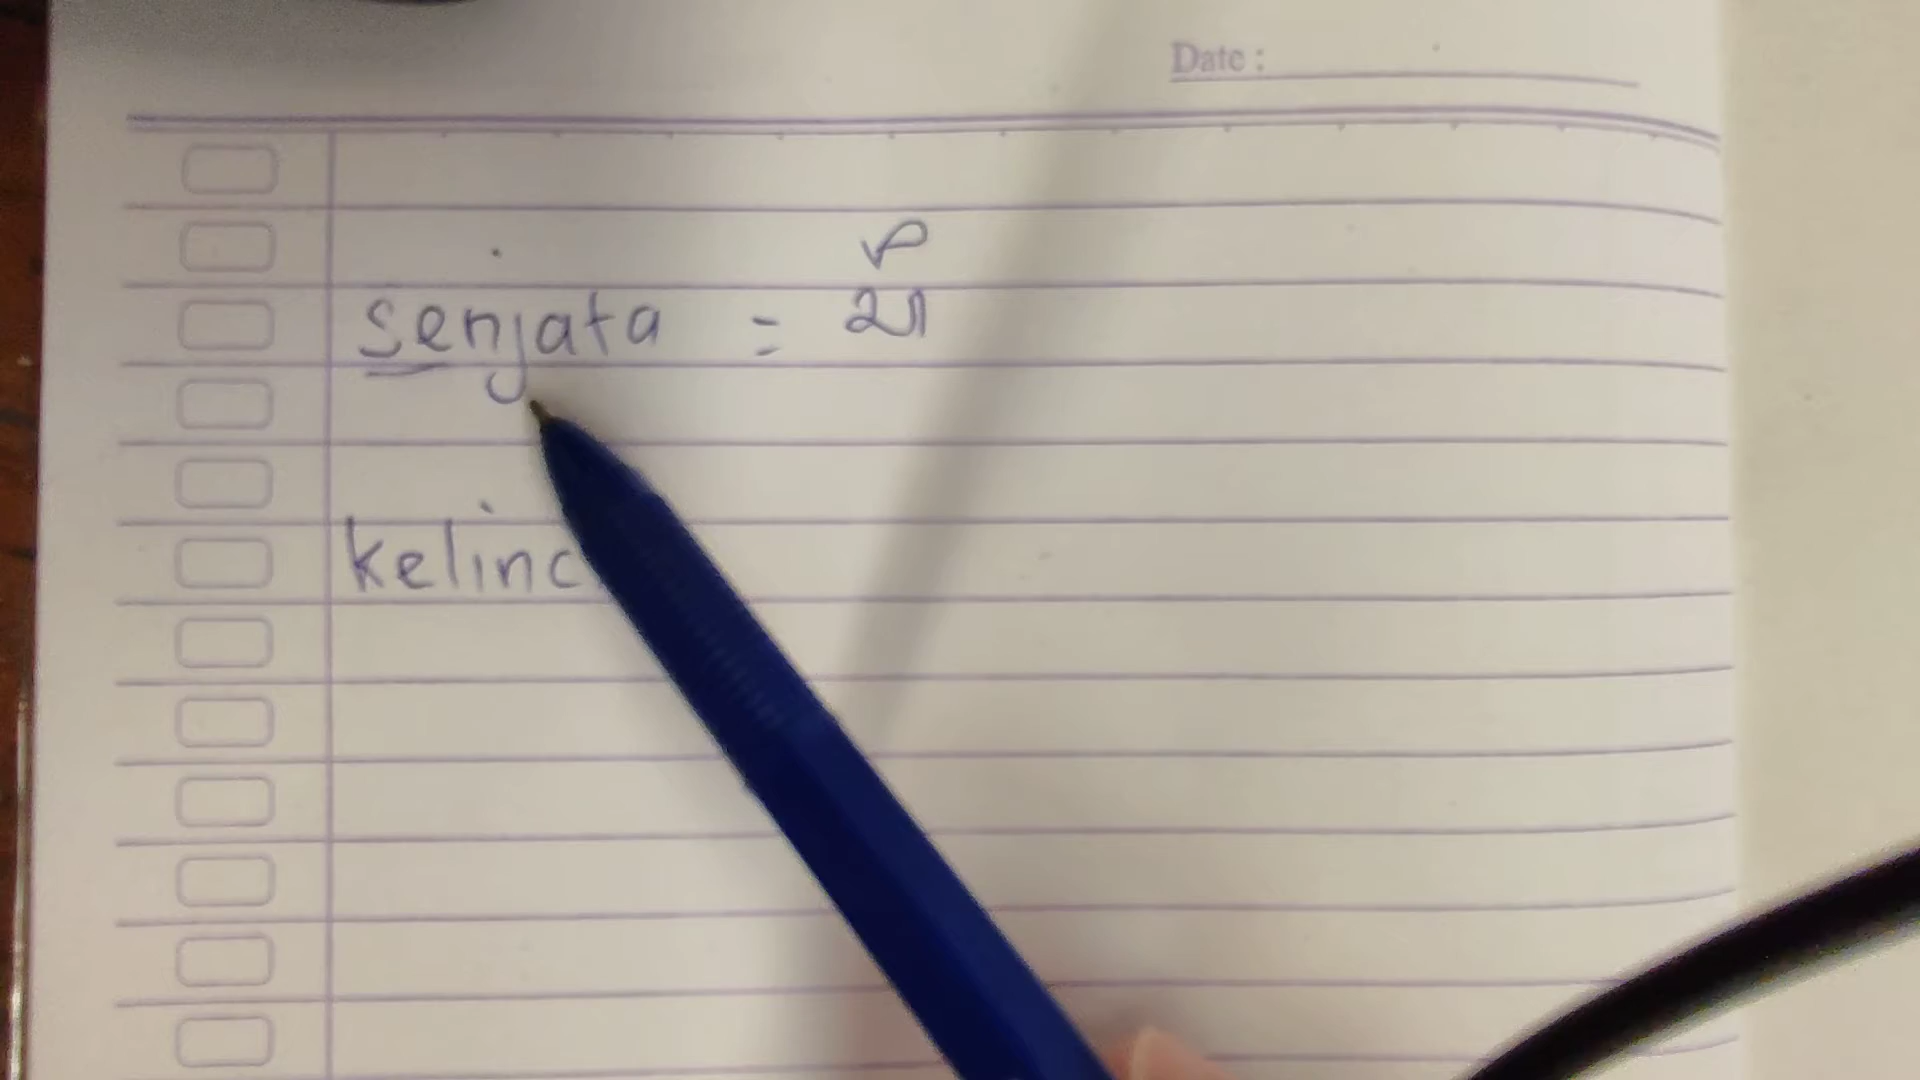 Date :
senjata =
kelinc